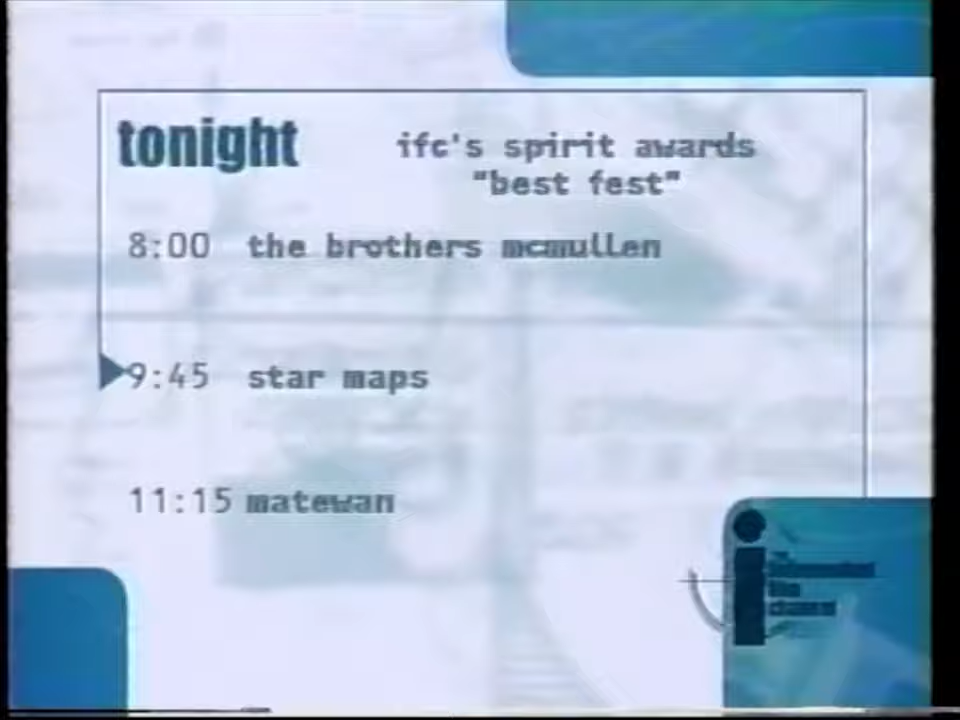 tonight
ifc's spirit awards
"best fest"
8:00 the brothers mcmullen
9:45 star maps
11:15 matewan